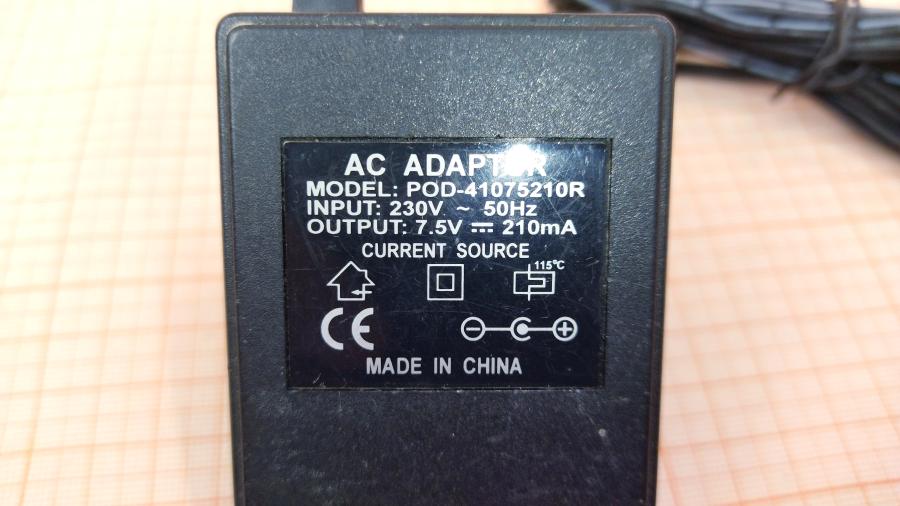 AC ADAPTOR
MODEL: POD-41075210R
INPUT: 230V ~ 50Hz
OUTPUT: 7.5V ⎓ 210mA
CURRENT SOURCE
115°C
CE
MADE IN CHINA